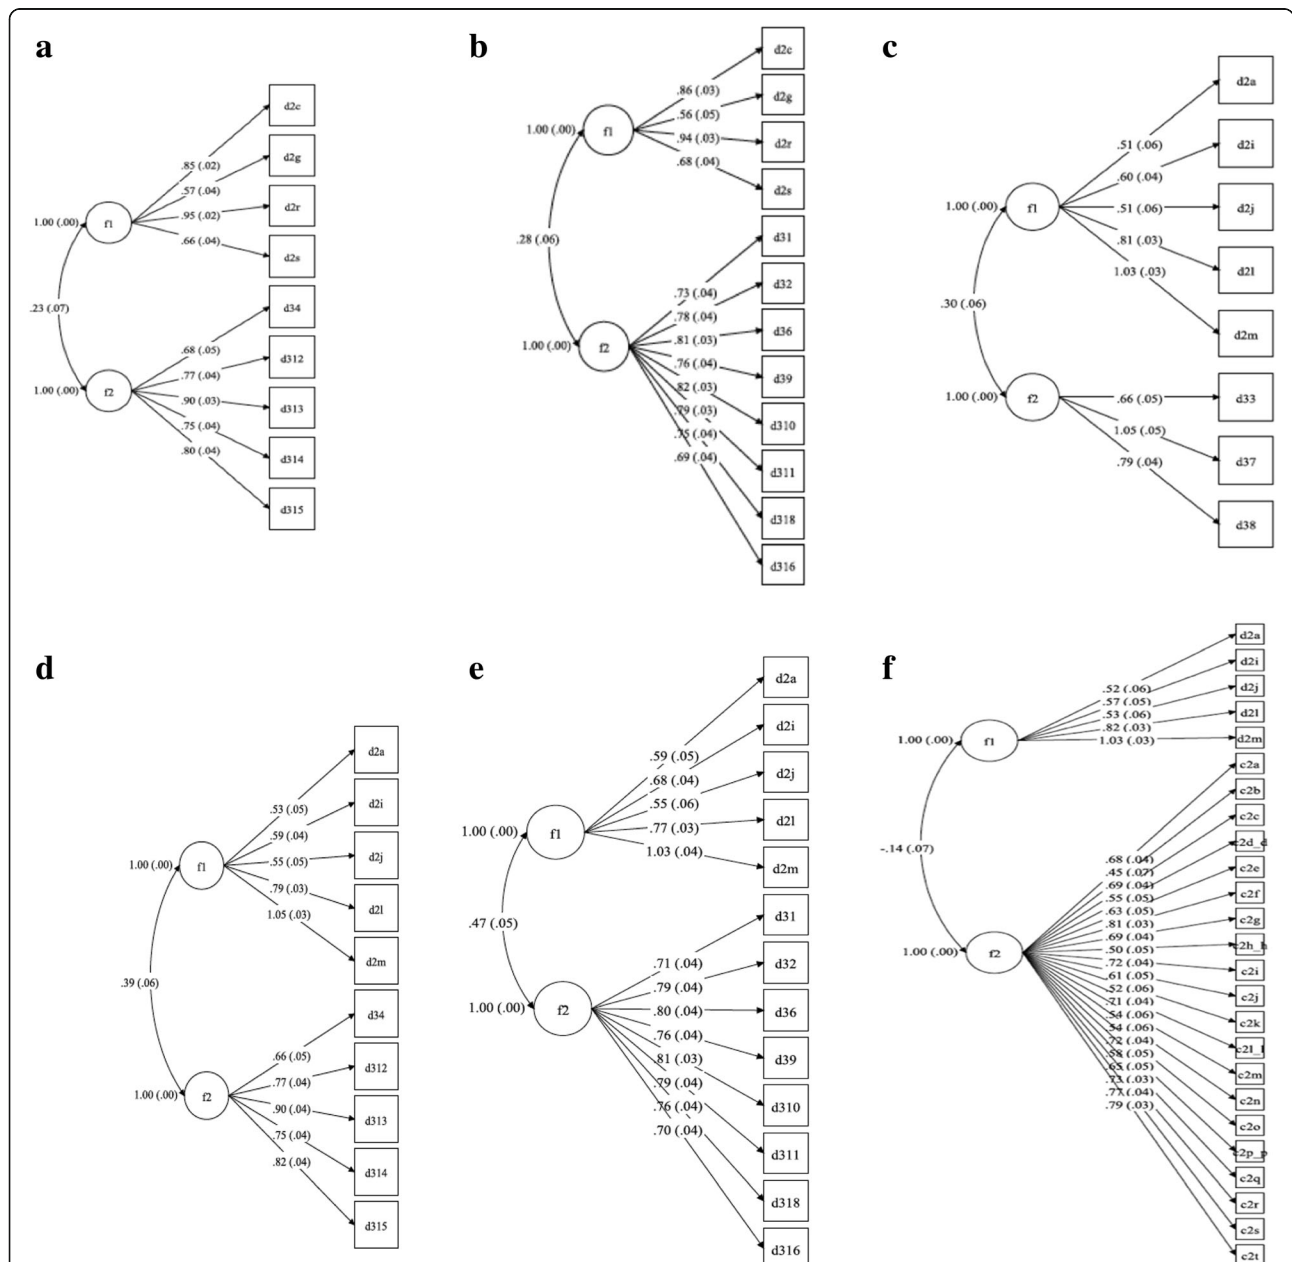 a
d2c
d2g
d2r
d2s
d34
d312
d313
d314
d315
.85 (.02)
.57 (.04)
.95 (.02)
.66 (.04)
1.00 (.00)
f1
.23 (.07)
.68 (.05)
.77 (.04)
.90 (.03)
.75 (.04)
.80 (.04)
1.00 (.00)
f2
b
d2c
d2g
d2r
d2s
d31
d32
d36
d39
d310
d311
d318
d316
.86 (.03)
.56 (.05)
.94 (.03)
.68 (.04)
1.00 (.00)
f1
.28 (.06)
.73 (.04)
.78 (.04)
.81 (.03)
.76 (.04)
.82 (.03)
.79 (.03)
.75 (.04)
.69 (.04)
1.00 (.00)
f2
c
d2a
d2i
d2j
d2l
d2m
d33
d37
d38
.51 (.06)
.60 (.04)
.51 (.06)
.81 (.03)
1.03 (.03)
1.00 (.00)
f1
.30 (.06)
.66 (.05)
1.05 (.05)
.79 (.04)
1.00 (.00)
f2
d
d2a
d2i
d2j
d2l
d2m
d34
d312
d313
d314
d315
.53 (.05)
.59 (.04)
.55 (.05)
.79 (.03)
1.05 (.03)
1.00 (.00)
f1
.39 (.06)
.66 (.05)
.77 (.04)
.90 (.04)
.75 (.04)
.82 (.04)
1.00 (.00)
f2
e
d2a
d2i
d2j
d2l
d2m
d31
d32
d36
d39
d310
d311
d318
d316
.59 (.05)
.68 (.04)
.55 (.06)
.77 (.03)
1.03 (.04)
1.00 (.00)
f1
.47 (.05)
.71 (.04)
.79 (.04)
.80 (.04)
.76 (.04)
.81 (.03)
.79 (.04)
.76 (.04)
.70 (.04)
1.00 (.00)
f2
f
d2a
d2i
d2j
d2l
d2m
c2a
c2b
c2c
c2d_d
c2e
c2f
c2g
c2h_h
c2i
c2j
c2k
c2l_l
c2m
c2n
c2o
c2p_p
c2q
c2r
c2s
c2t
.52 (.06)
.57 (.05)
.53 (.06)
.82 (.03)
1.03 (.03)
1.00 (.00)
f1
-.14 (.07)
.68 (.04)
.45 (.07)
.69 (.04)
.55 (.05)
.63 (.05)
.81 (.03)
.69 (.04)
.50 (.05)
.72 (.04)
.61 (.05)
.52 (.06)
.71 (.04)
.54 (.06)
.54 (.06)
.72 (.04)
.58 (.05)
.65 (.05)
.73 (.03)
.77 (.04)
.79 (.03)
1.00 (.00)
f2